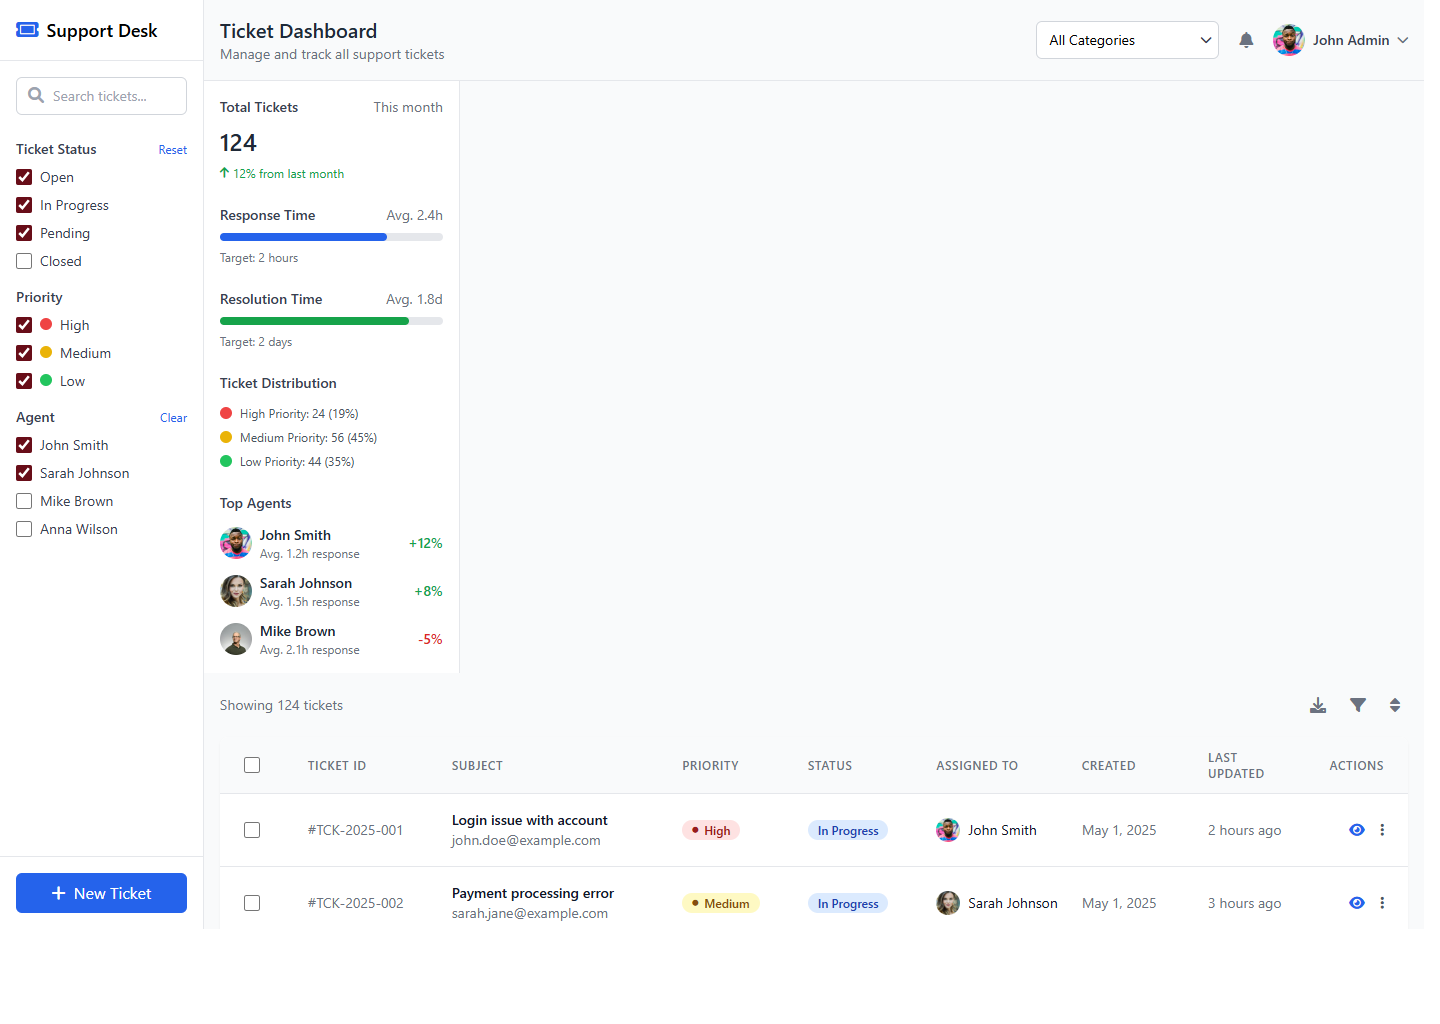 Support Desk
Search tickets...
Ticket Status Reset
Open
In Progress
Pending
Closed
Priority
High
Medium
Low
Agent Clear
John Smith
Sarah Johnson
Mike Brown
Anna Wilson
New Ticket
Ticket Dashboard
Manage and track all support tickets
All Categories
John Admin
Total Tickets This month
124
12% from last month
Response Time Avg. 2.4h
Target: 2 hours
Resolution Time Avg. 1.8d
Target: 2 days
Ticket Distribution
High Priority: 24 (19%)
Medium Priority: 56 (45%)
Low Priority: 44 (35%)
Top Agents
John Smith
Avg. 1.2h response
+12%
Sarah Johnson
Avg. 1.5h response
+8%
Mike Brown
Avg. 2.1h response
-5%
Showing 124 tickets
TICKET ID SUBJECT PRIORITY STATUS ASSIGNED TO CREATED LAST UPDATED ACTIONS
#TCK-2025-001 Login issue with account High In Progress John Smith May 1, 2025 2 hours ago
john.doe@example.com
#TCK-2025-002 Payment processing error Medium In Progress Sarah Johnson May 1, 2025 3 hours ago
sarah.jane@example.com